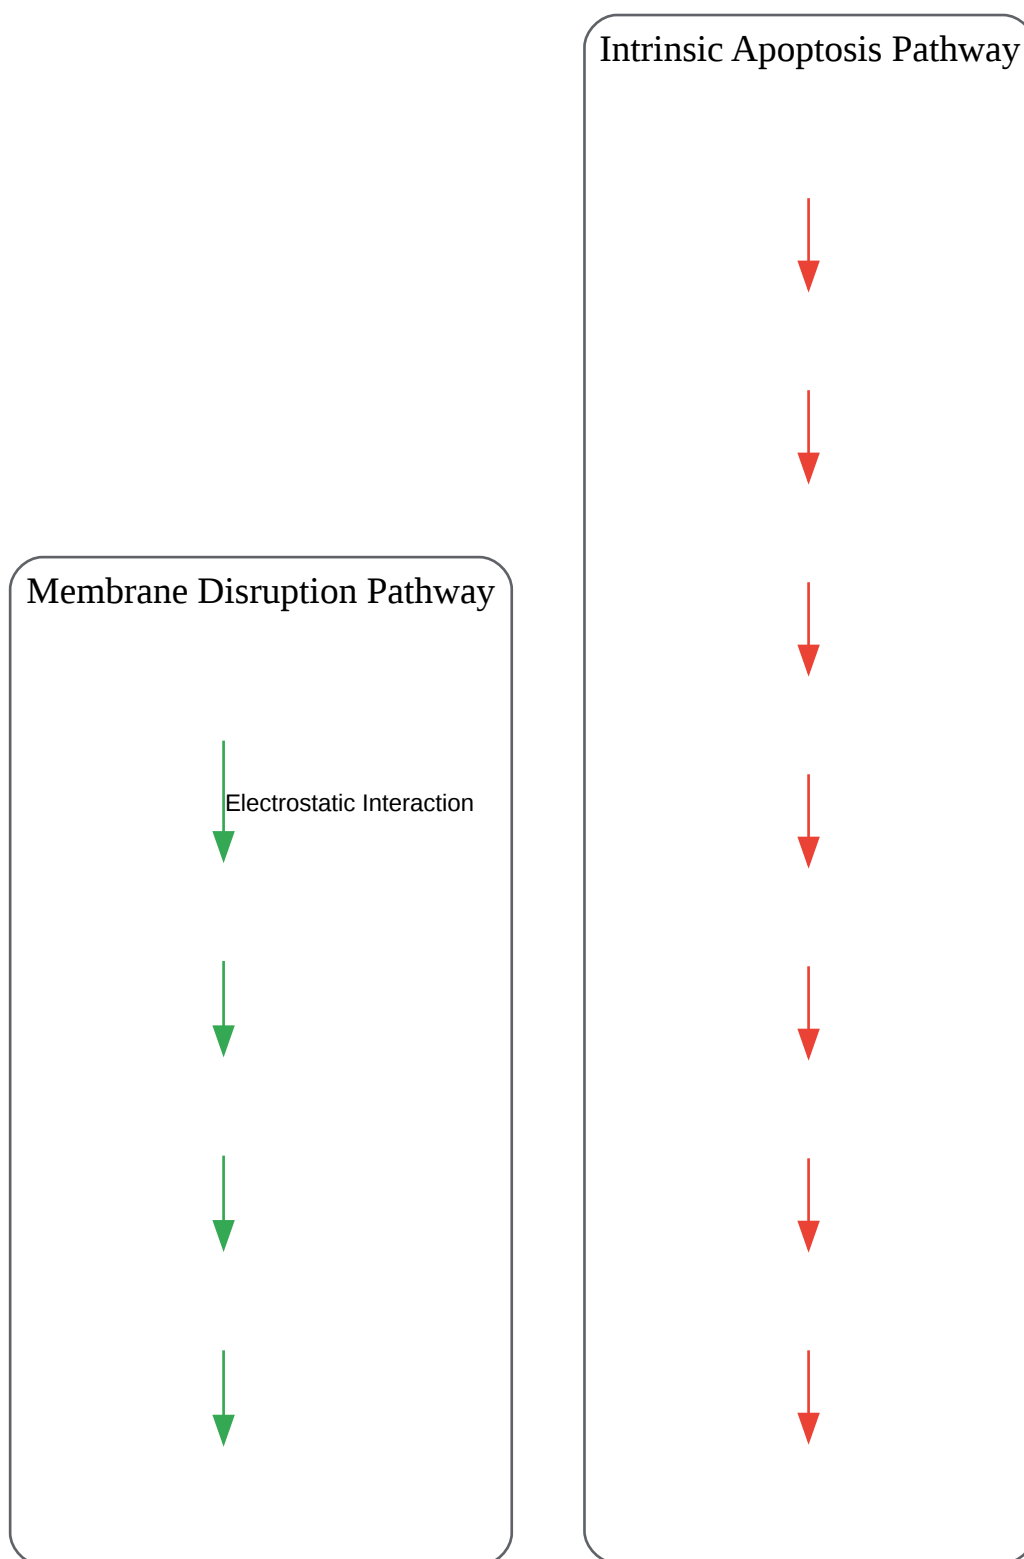 Intrinsic Apoptosis Pathway
Membrane Disruption Pathway
Electrostatic Interaction